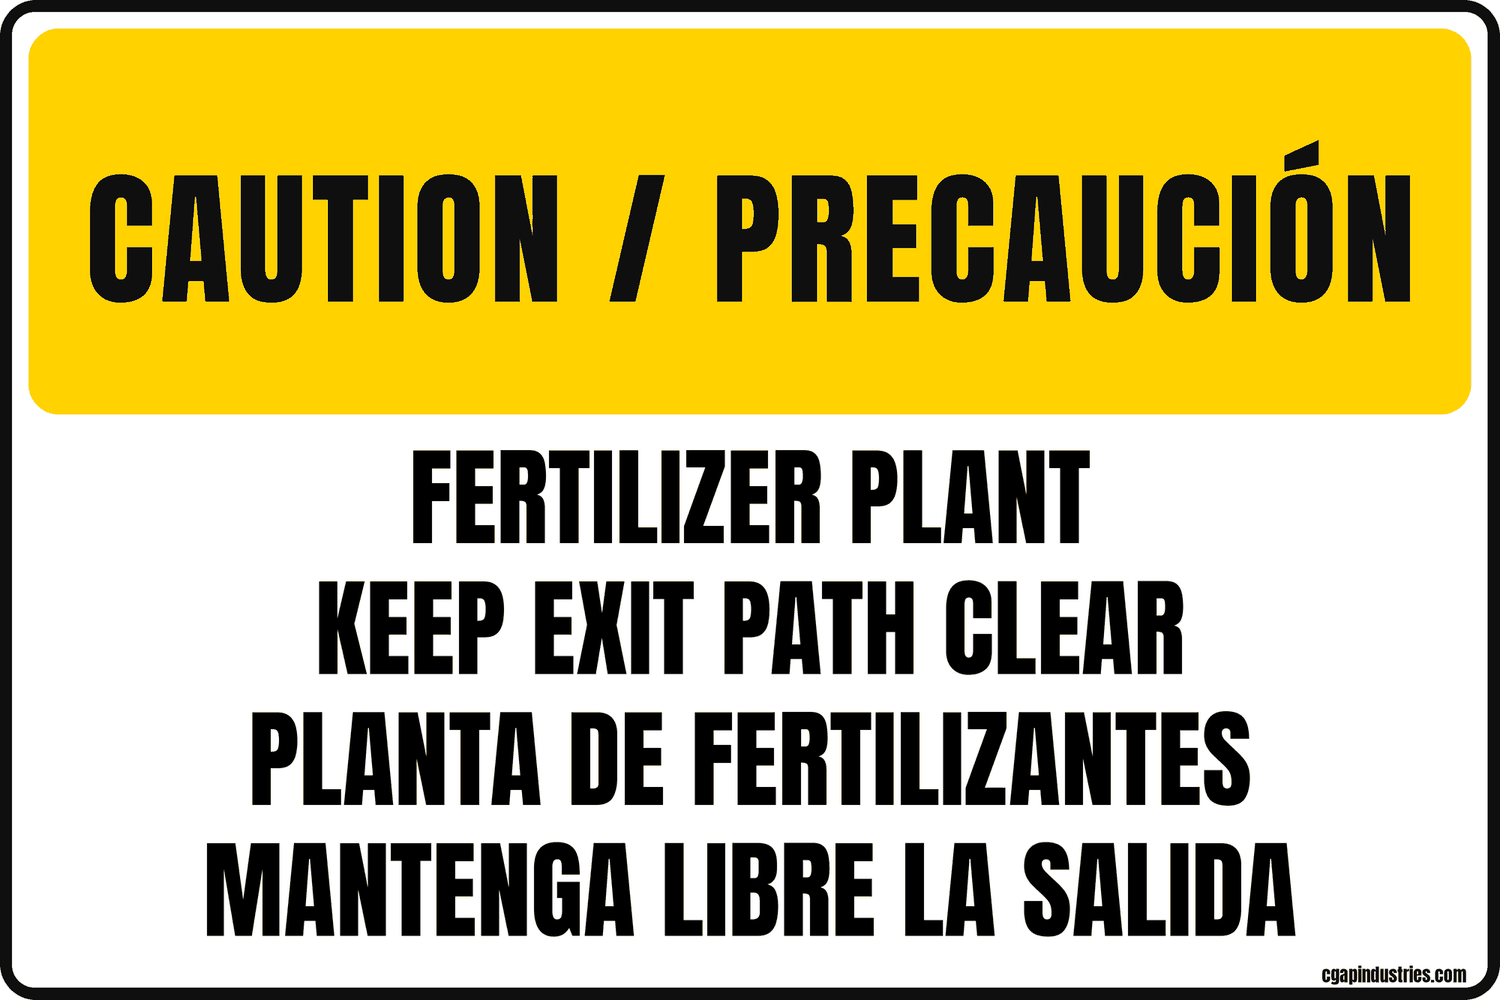 CAUTION / PRECAUCIÓN
FERTILIZER PLANT
KEEP EXIT PATH CLEAR
PLANTA DE FERTILIZANTES
MANTENGA LIBRE LA SALIDA
cgapindustries.com